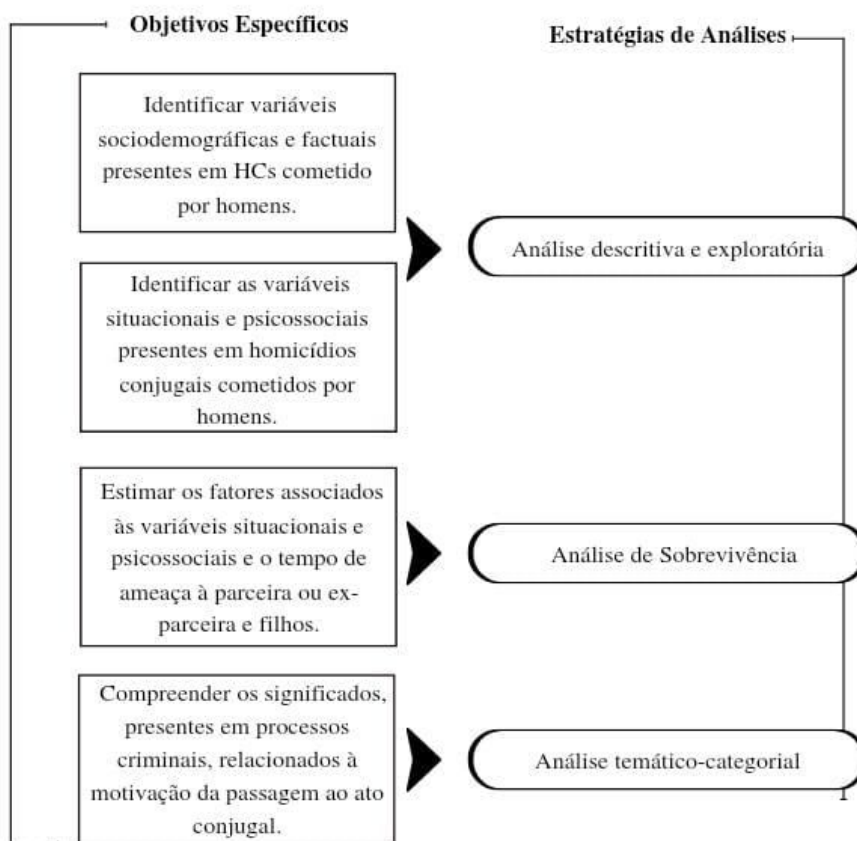 Objetivos Específicos
Estratégias de Análises
Identificar variáveis
sociodemográficas e factuais
presentes em HCs cometido
por homens.
Análise descritiva e exploratória
Identificar as variáveis
situacionais e psicossociais
presentes em homicídios
conjugais cometidos por
homens.
Estimar os fatores associados
às variáveis situacionais e
psicossociais e o tempo de
ameaça à parceira ou ex-
parceira e filhos.
Análise de Sobrevivência
Compreender os significados,
presentes em processos
criminais, relacionados à
motivação da passagem ao ato
conjugal.
Análise temático-categorial